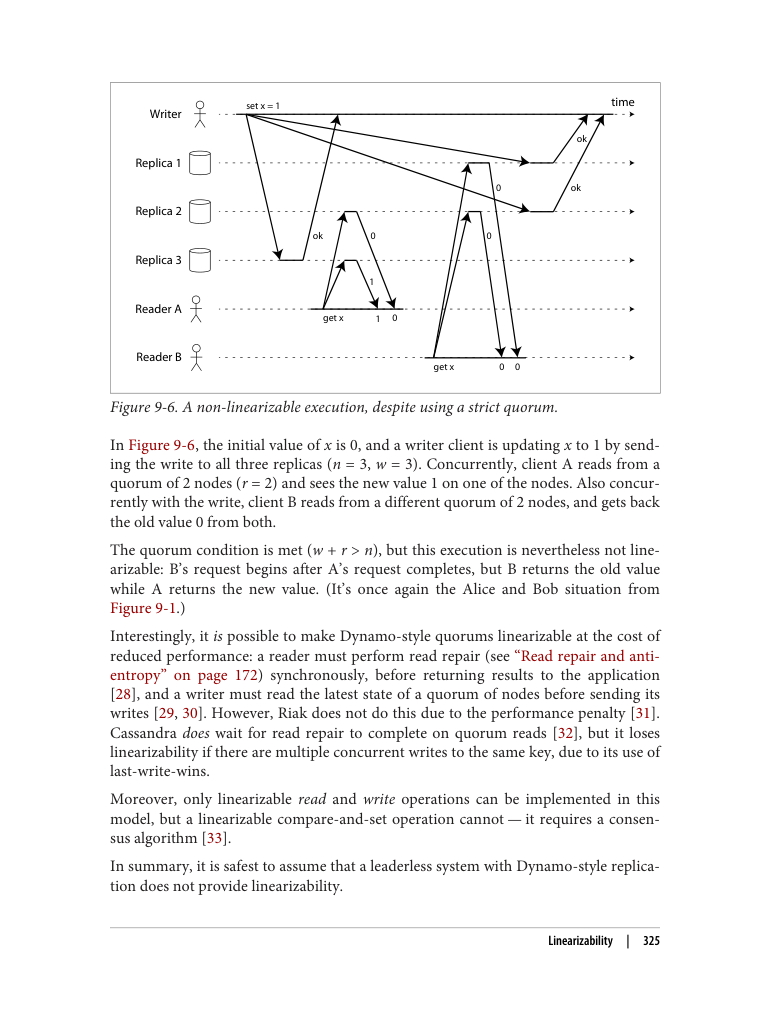 set x = 1
time
Writer
ok
Replica 1
0
ok
Replica 2
ok
0
0
Replica 3
1
Reader A
get x
1
0
Reader B
get x
0
0
Figure 9-6. A non-linearizable execution, despite using a strict quorum.
In Figure 9-6, the initial value of x is 0, and a writer client is updating x to 1 by send-
ing the write to all three replicas (n = 3, w = 3). Concurrently, client A reads from a
quorum of 2 nodes (r = 2) and sees the new value 1 on one of the nodes. Also concur-
rently with the write, client B reads from a different quorum of 2 nodes, and gets back
the old value 0 from both.
The quorum condition is met (w + r > n), but this execution is nevertheless not line-
arizable: B’s request begins after A’s request completes, but B returns the old value
while A returns the new value. (It’s once again the Alice and Bob situation from
Figure 9-1.)
Interestingly, it is possible to make Dynamo-style quorums linearizable at the cost of
reduced performance: a reader must perform read repair (see “Read repair and anti-
entropy” on page 172) synchronously, before returning results to the application
[28], and a writer must read the latest state of a quorum of nodes before sending its
writes [29, 30]. However, Riak does not do this due to the performance penalty [31].
Cassandra does wait for read repair to complete on quorum reads [32], but it loses
linearizability if there are multiple concurrent writes to the same key, due to its use of
last-write-wins.
Moreover, only linearizable read and write operations can be implemented in this
model, but a linearizable compare-and-set operation cannot — it requires a consen-
sus algorithm [33].
In summary, it is safest to assume that a leaderless system with Dynamo-style replica-
tion does not provide linearizability.
Linearizability | 325